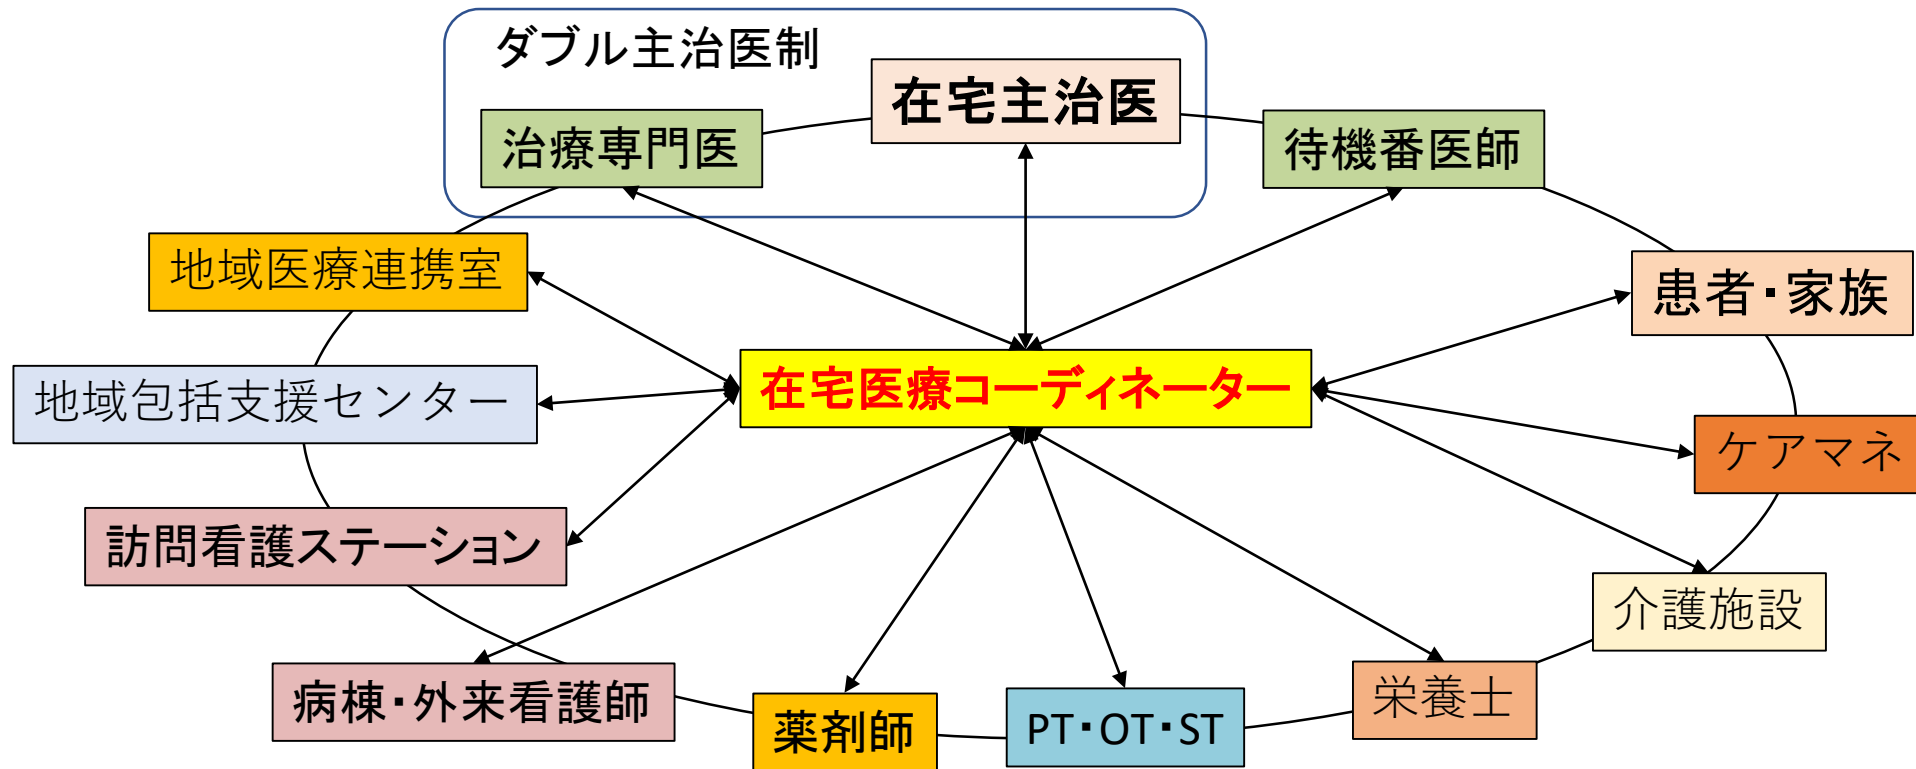 ダブル主治医制
在宅主治医
治療専門医
待機番医師
地域医療連携室
患者・家族
在宅医療コーディネーター
地域包括支援センター
ケアマネ
訪問看護ステーション
介護施設
病棟・外来看護師
薬剤師
PT・OT・ST
栄養士